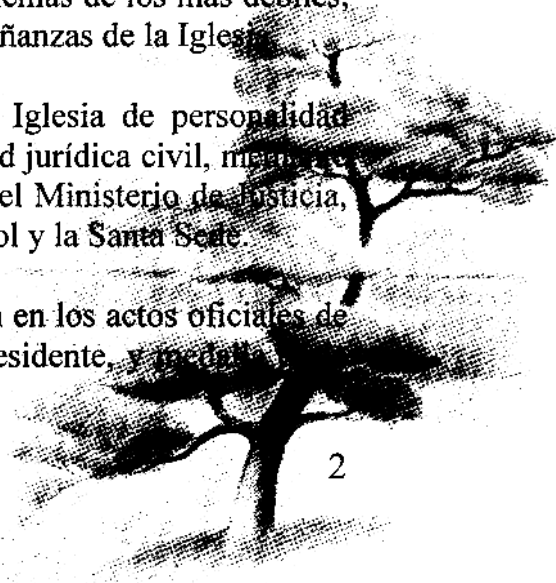 de los más débiles,
ñanzas de la Iglesia
Iglesia de personalidad
d jurídica civil,
el Ministerio de Justicia,
ol y la Santa Sede.
en los actos oficiales de
esidente, y medalla
2